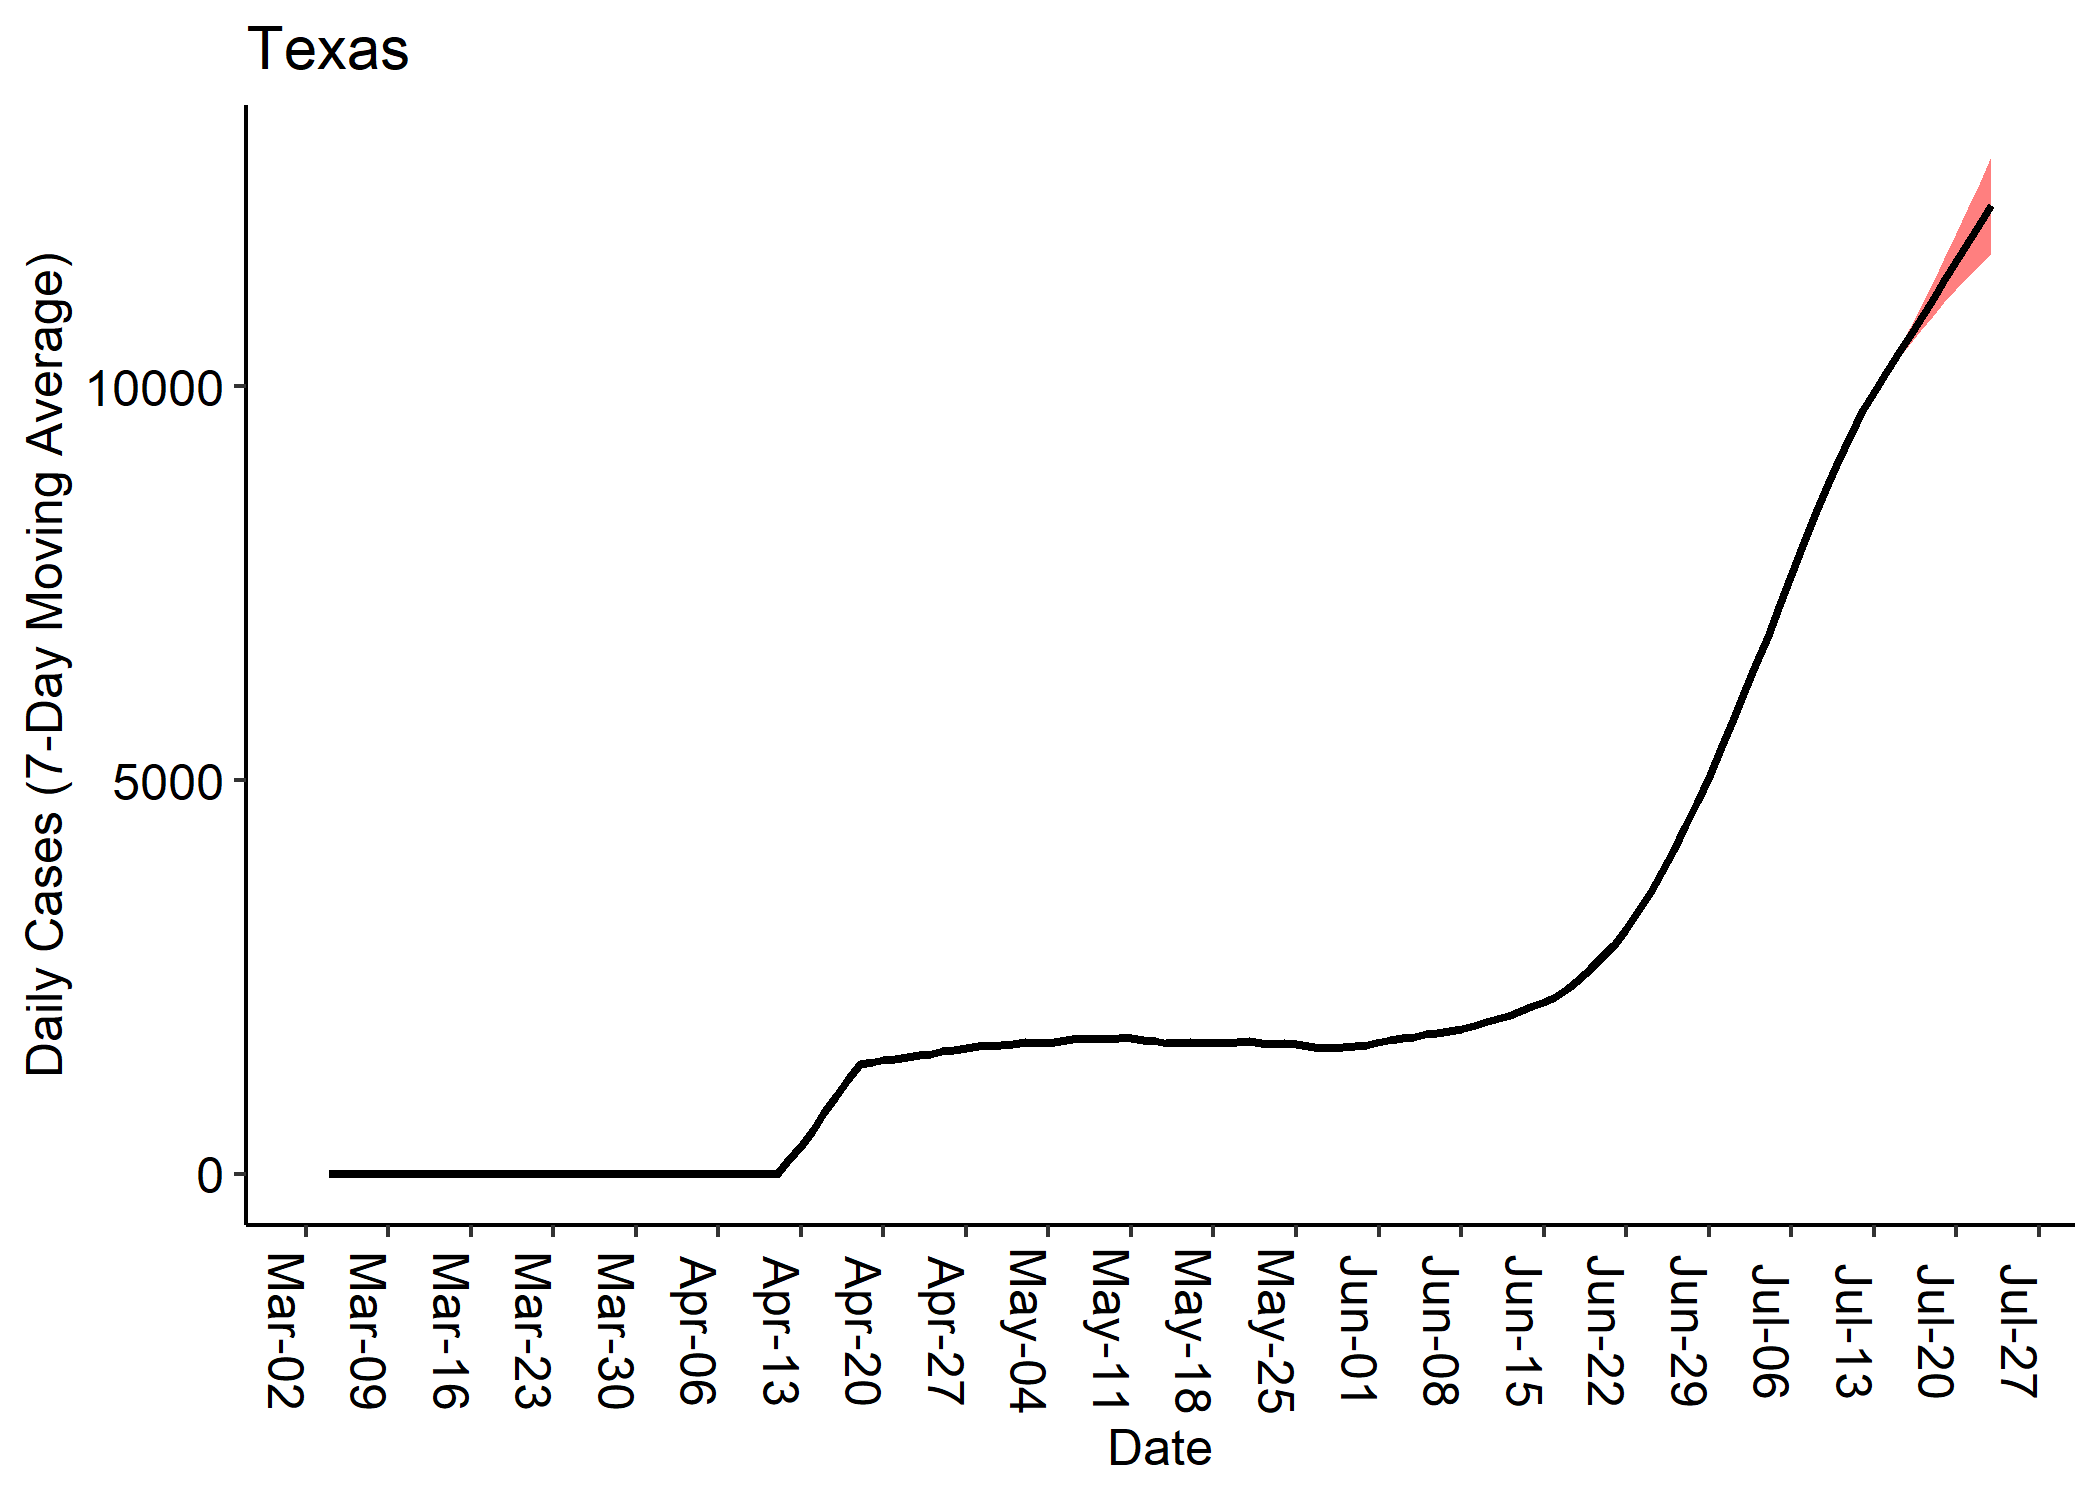 Texas
Daily Cases (7-Day Moving Average)
10000
5000
0
Mar-02
Mar-09
Mar-16
Mar-23
Mar-30
Apr-06
Apr-13
Apr-20
Apr-27
May-04
May-11
May-18
May-25
Jun-01
Jun-08
Jun-15
Jun-22
Jun-29
Jul-06
Jul-13
Jul-20
Jul-27
Date